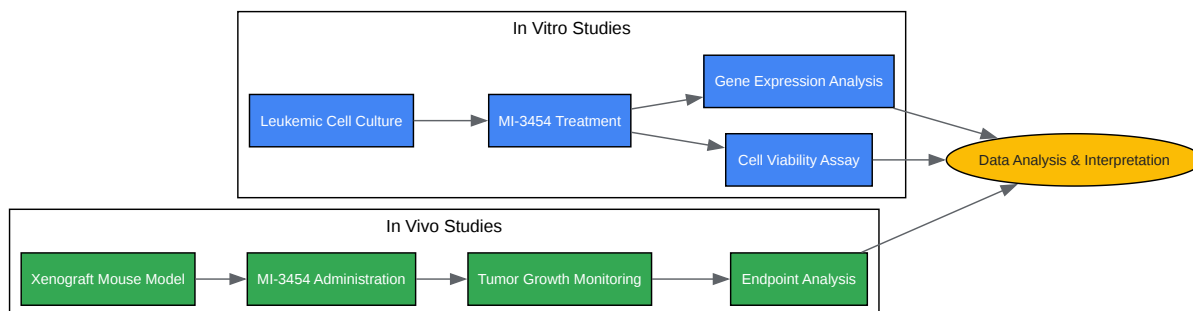 In Vitro Studies
Leukemic Cell Culture
MI-3454 Treatment
Gene Expression Analysis
Cell Viability Assay
Data Analysis & Interpretation
In Vivo Studies
Xenograft Mouse Model
MI-3454 Administration
Tumor Growth Monitoring
Endpoint Analysis